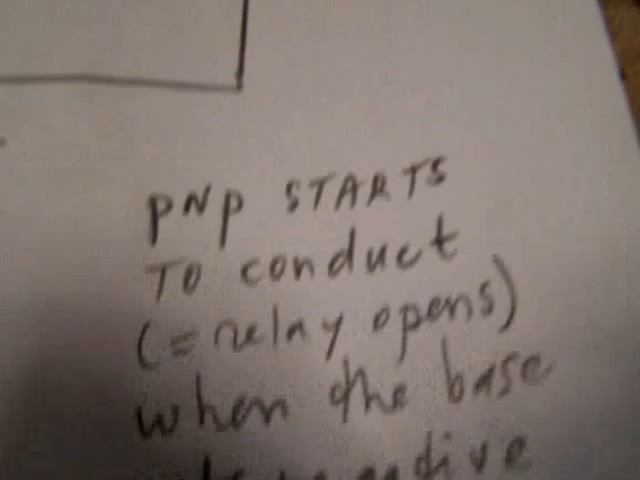 PNP STARTS
TO conduct
(= relay opens)
when the base